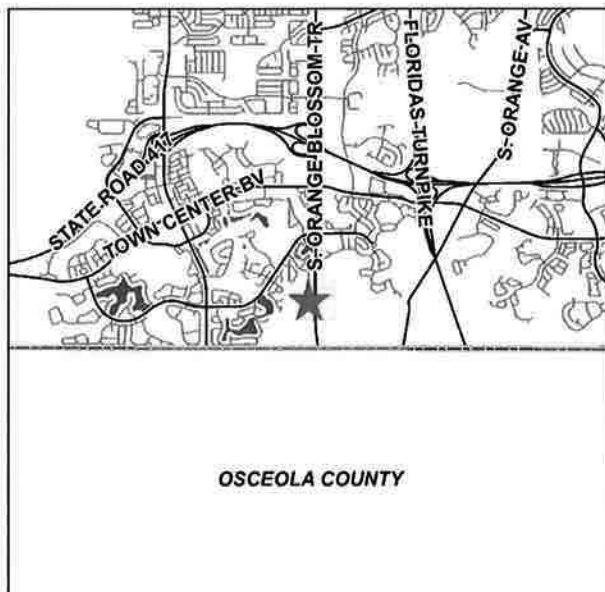 S. ORANGE BLOSSOM TR
FLORIDAS TURNPIKE
S. ORANGE AV
STATE ROAD 417
TOWN CENTER BV
OSCEOLA COUNTY